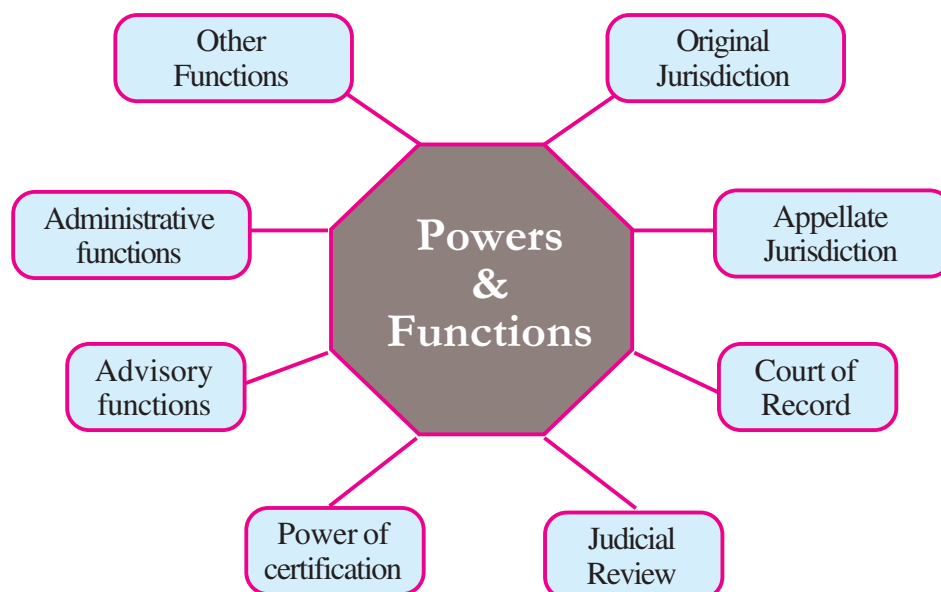 Other
Functions
Original
Jurisdiction
Administrative
functions
Powers
&
Functions
Appellate
Jurisdiction
Advisory
functions
Court of
Record
Power of
certification
Judicial
Review